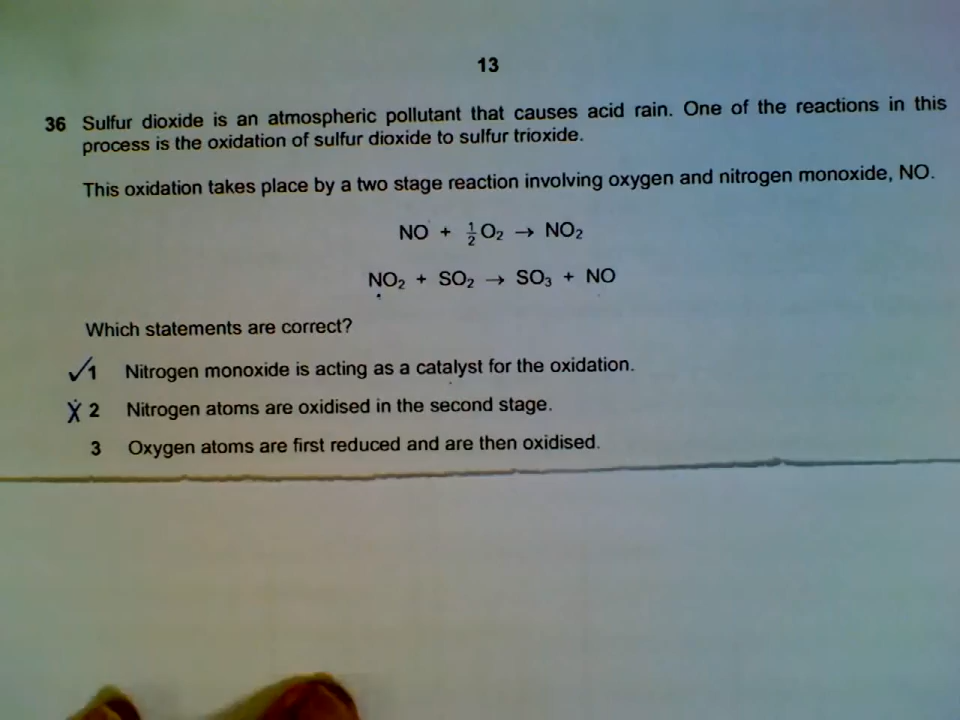 13
36 Sulfur dioxide is an atmospheric pollutant that causes acid rain. One of the reactions in this
process is the oxidation of sulfur dioxide to sulfur trioxide.
This oxidation takes place by a two stage reaction involving oxygen and nitrogen monoxide, NO.
NO + ½O₂ → NO₂
NO₂ + SO₂ → SO₃ + NO
Which statements are correct?
✓1 Nitrogen monoxide is acting as a catalyst for the oxidation.
X 2 Nitrogen atoms are oxidised in the second stage.
3 Oxygen atoms are first reduced and are then oxidised.